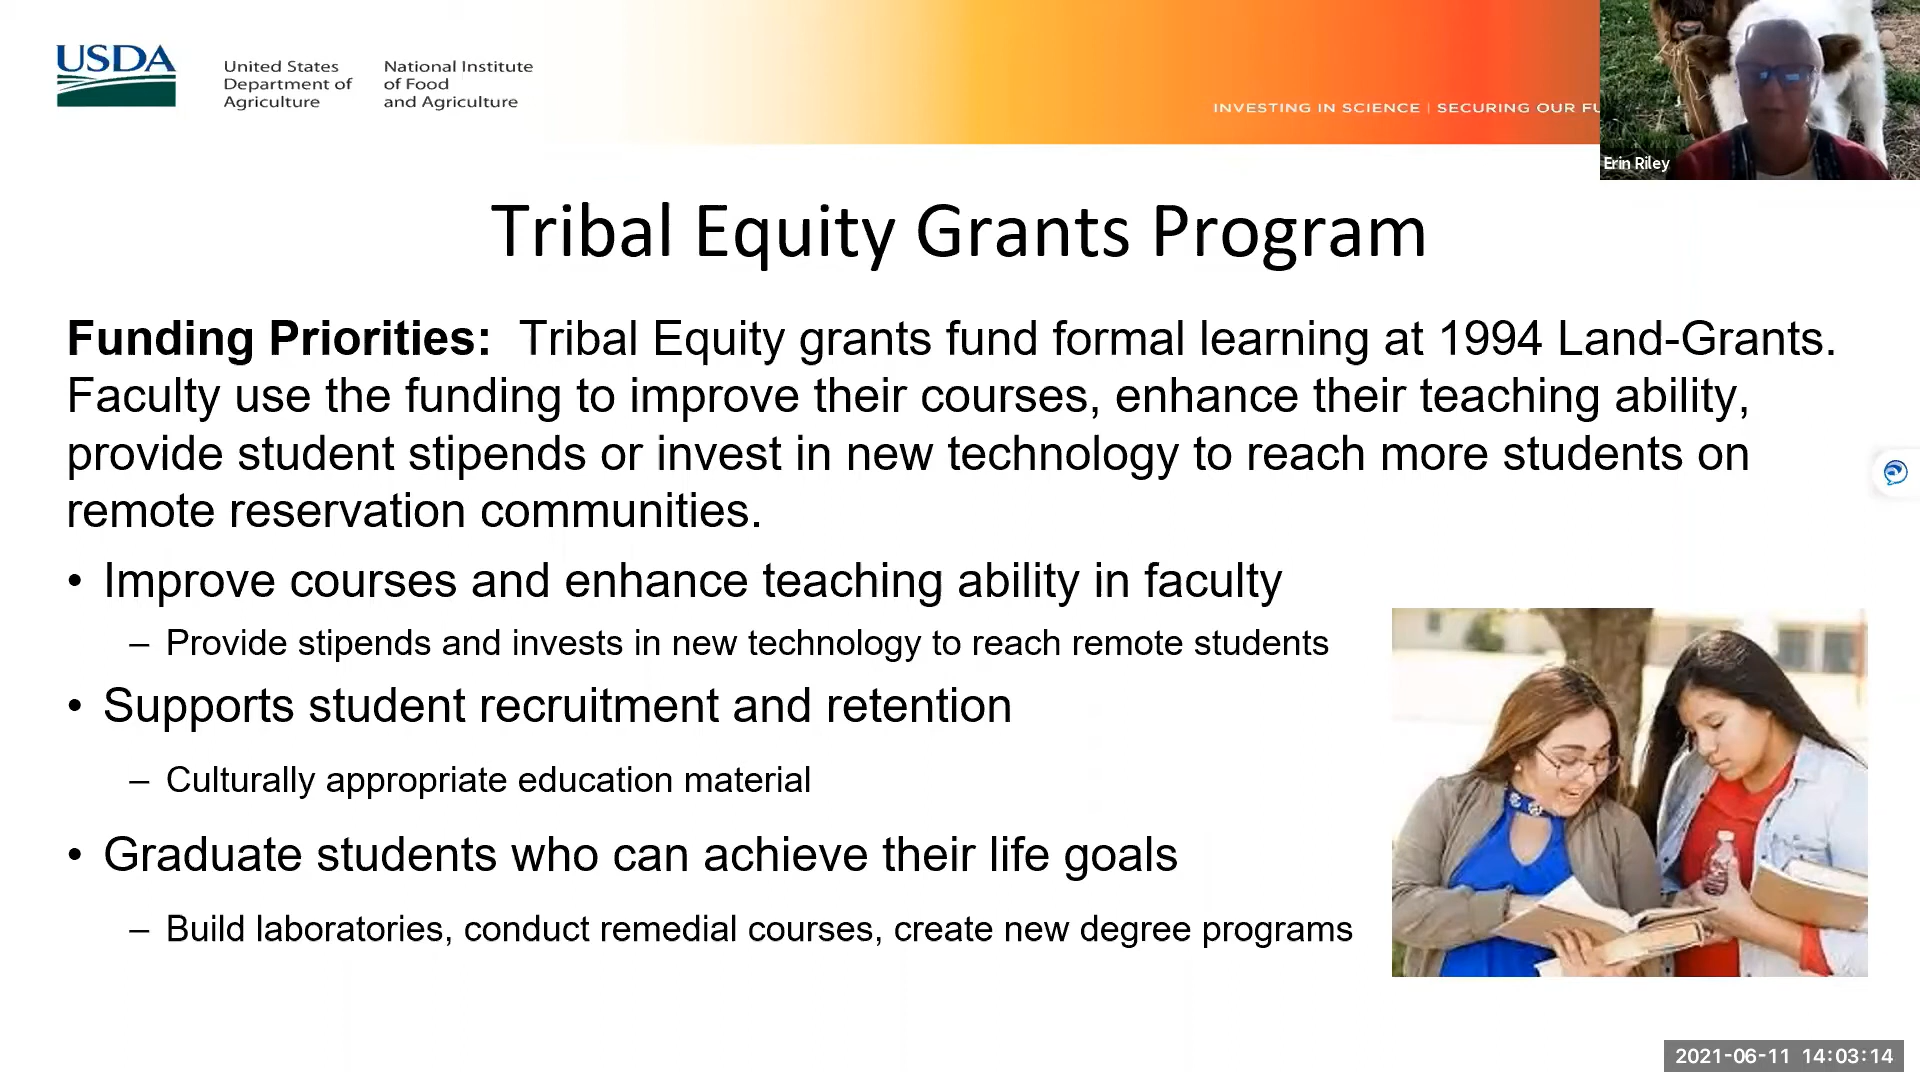 USDA
United States
Department of
Agriculture
National Institute
of Food
and Agriculture
INVESTING IN SCIENCE | SECURING OUR FU
Erin Riley
Tribal Equity Grants Program
Funding Priorities: Tribal Equity grants fund formal learning at 1994 Land-Grants.
Faculty use the funding to improve their courses, enhance their teaching ability,
provide student stipends or invest in new technology to reach more students on
remote reservation communities.
• Improve courses and enhance teaching ability in faculty
– Provide stipends and invests in new technology to reach remote students
• Supports student recruitment and retention
– Culturally appropriate education material
• Graduate students who can achieve their life goals
– Build laboratories, conduct remedial courses, create new degree programs
2021-06-11 14:03:14